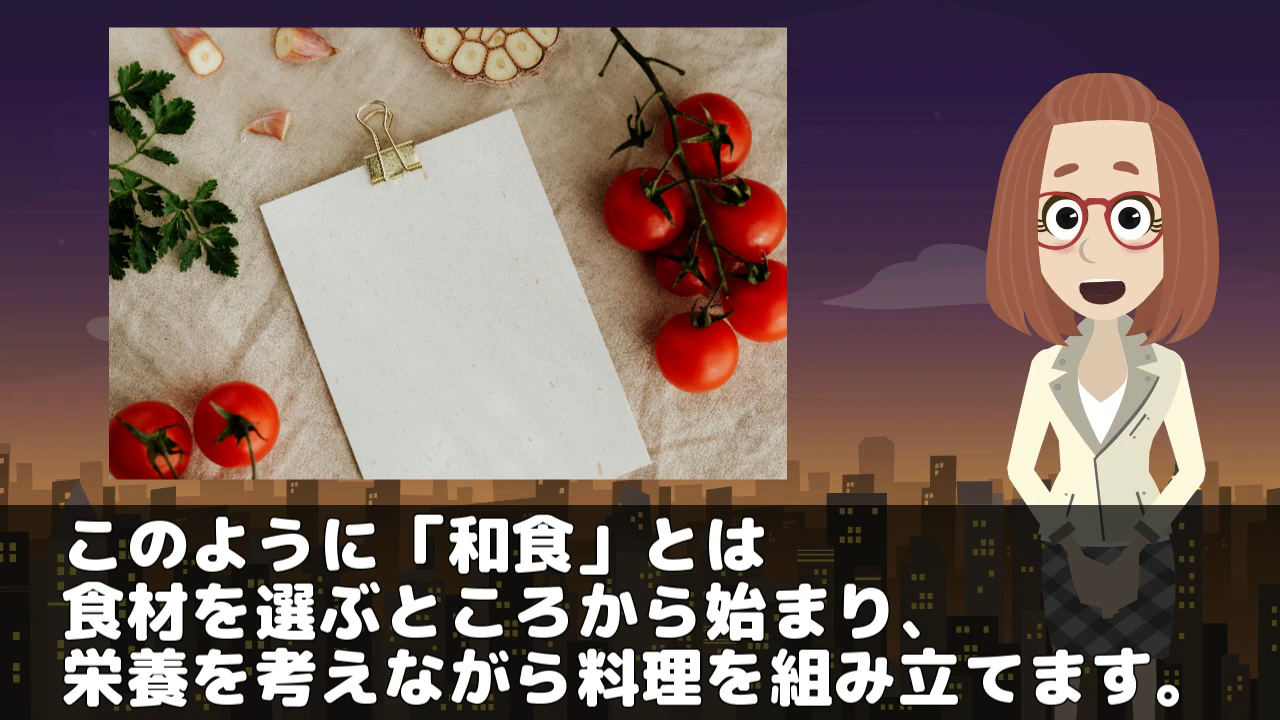 このように「和食」とは
食材を選ぶところから始まり、
栄養を考えながら料理を組み立てます。